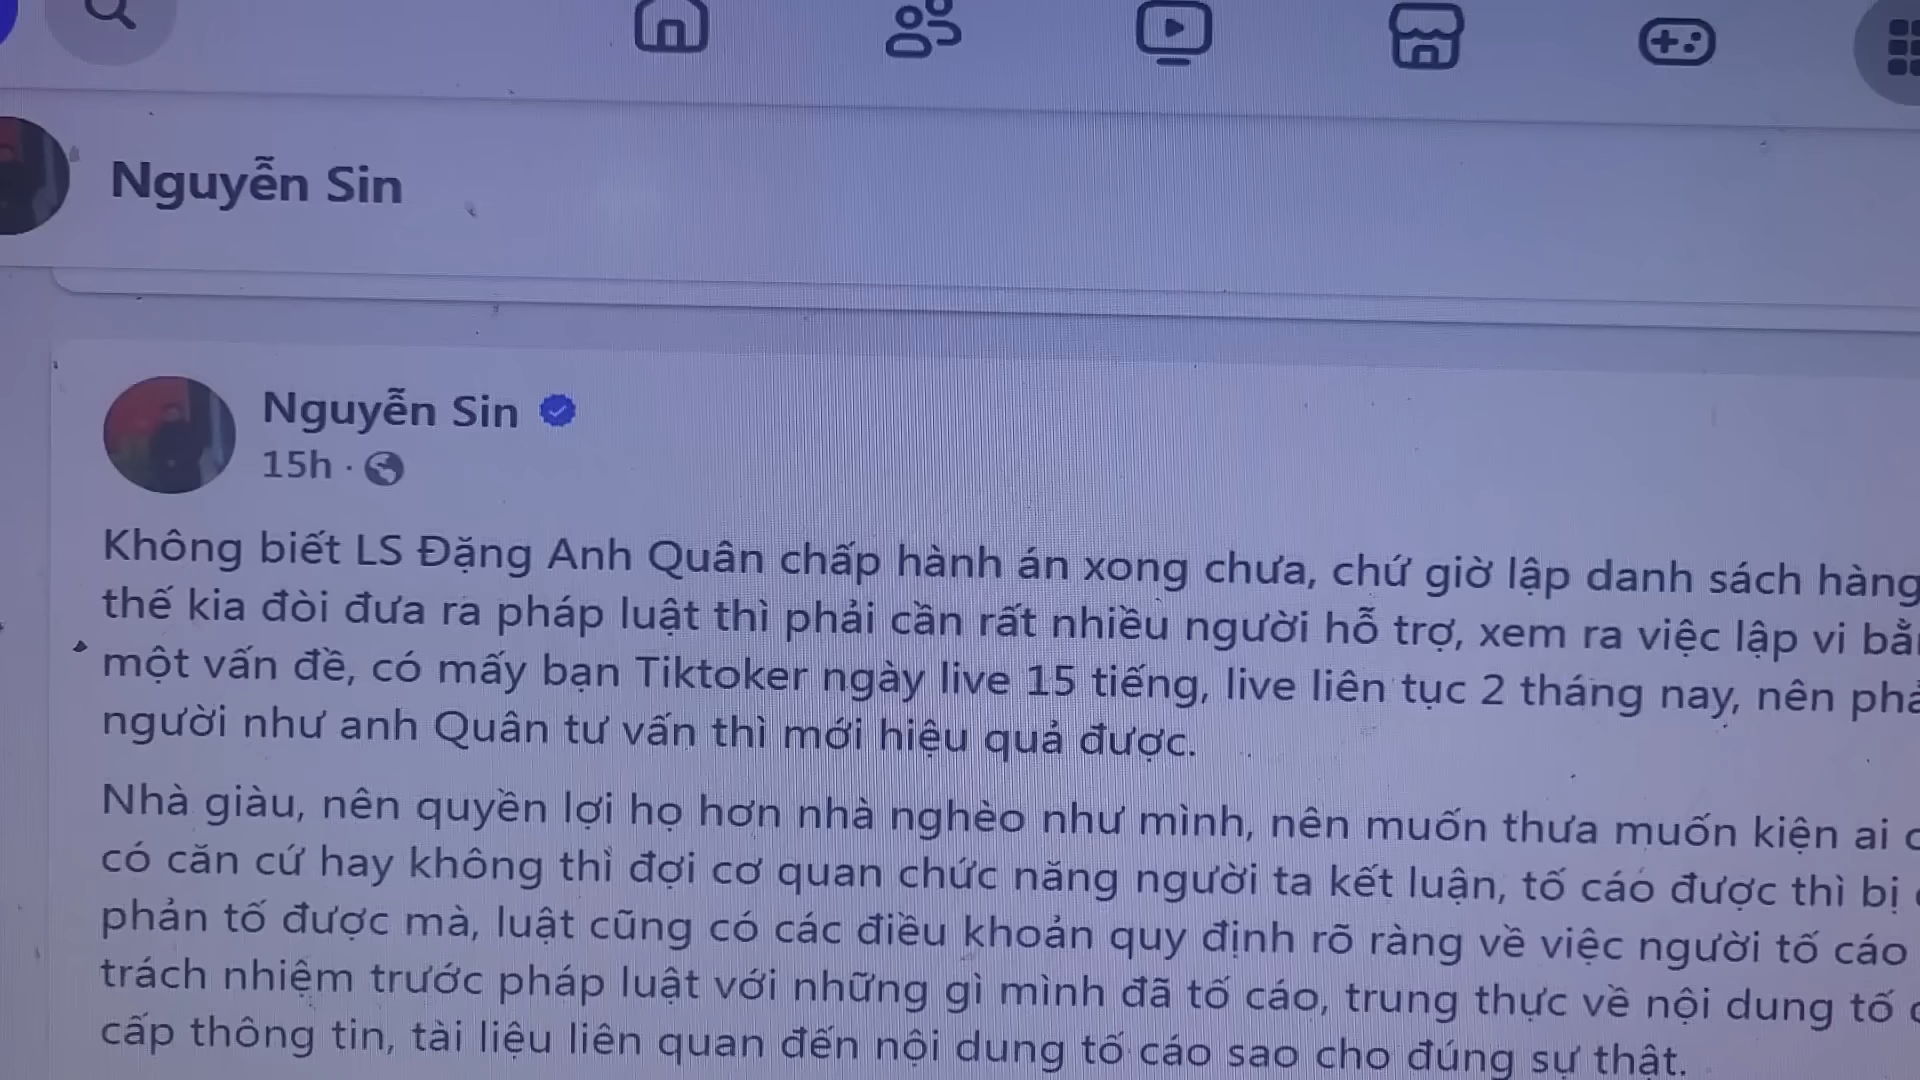 Nguyễn Sin
Nguyễn Sin
15h ·
Không biết LS Đặng Anh Quân chấp hành án xong chưa, chứ giờ lập danh sách hàng
thế kia đòi đưa ra pháp luật thì phải cần rất nhiều người hỗ trợ, xem ra việc lập vi
một vấn đề, có mấy bạn Tiktoker ngày live 15 tiếng, live liên tục 2 tháng nay, nên
người như anh Quân tư vấn thì mới hiệu quả được.
Nhà giàu, nên quyền lợi họ hơn nhà nghèo như mình, nên muốn thưa muốn kiện ai
có căn cứ hay không thì đợi cơ quan chức năng người ta kết luận, tố cáo được thì bị
phản tố được mà, luật cũng có các điều khoản quy định rõ ràng về việc người tố cáo
trách nhiệm trước pháp luật với những gì mình đã tố cáo, trung thực về nội dung tố
cấp thông tin, tài liệu liên quan đến nội dung tố cáo sao cho đúng sự thật.